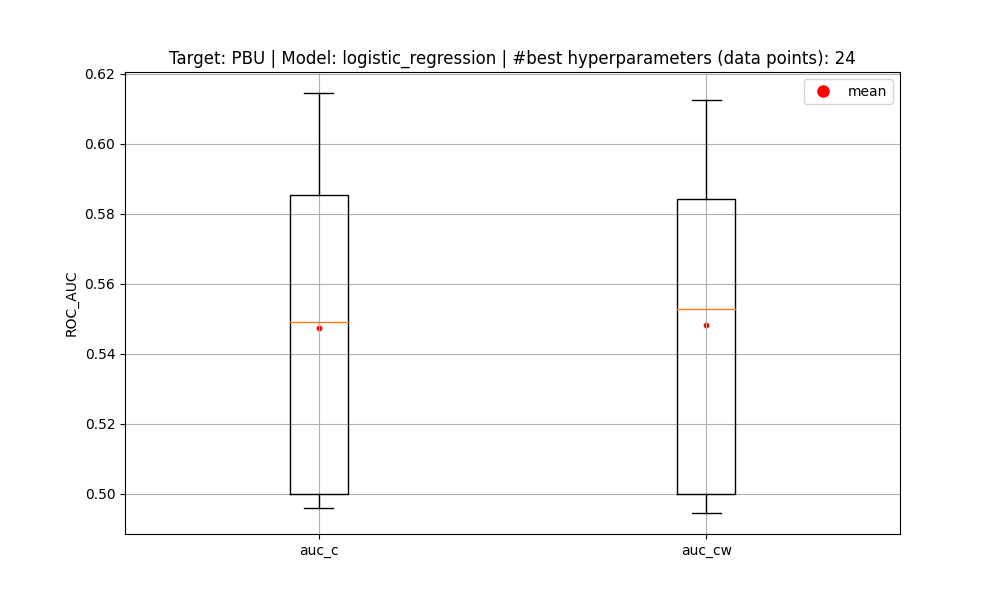 Target: PBU | Model: logistic_regression | #best hyperparameters (data points): 24
mean
0.62
0.60
0.58
0.56
0.54
0.52
0.50
ROC_AUC
auc_c
auc_cw